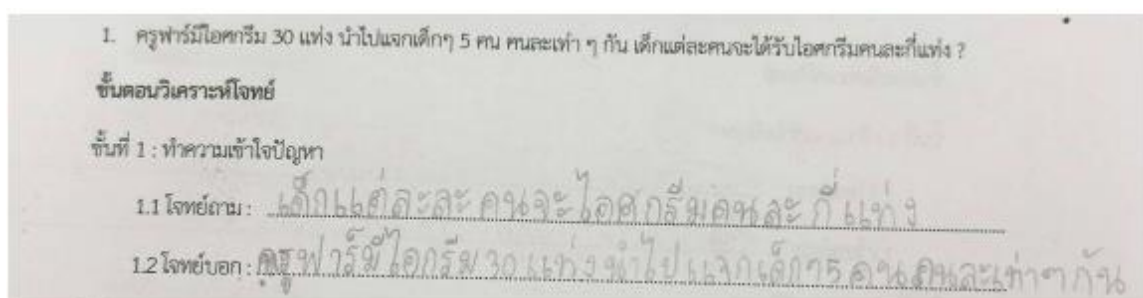 1. ครูฟาร์มีไอศกรีม 30 แท่ง นำไปแจกเด็กๆ 5 คน คนละเท่า ๆ กัน เด็กแต่ละคนจะได้รับไอศกรีมคนละกี่แท่ง ?
ขั้นตอนวิเคราะห์โจทย์
ขั้นที่ 1 : ทำความเข้าใจปัญหา
1.1 โจทย์ถาม : เด็กแต่ละละคนจะไอศกรีมคนละกี่แท่ง
1.2 โจทย์บอก : ครูฟาร์มีไอกรีม 30 แท่งนำไปแจกเด็กๆ 5 คนคนละเท่าๆกัน